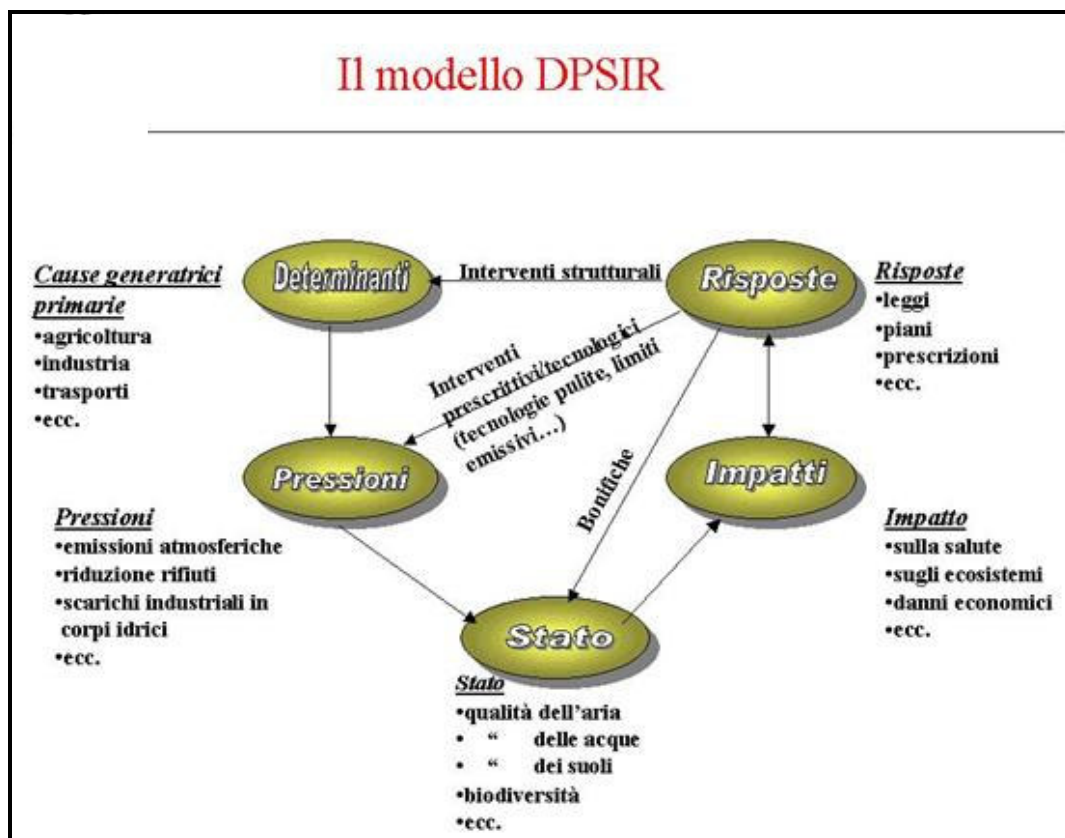 Il modello DPSIR
Determinanti
Interventi strutturali
Risposte
Cause generatrici
primarie
•agricoltura
•industria
•trasporti
•ecc.
Risposte
•leggi
•piani
•prescrizioni
•ecc.
Interventi
prescrittivi/tecnologici
(tecnologie pulite, limiti
emissivi…)
Pressioni
Bonifiche
Impatti
Pressioni
•emissioni atmosferiche
•riduzione rifiuti
•scarichi industriali in
corpi idrici
•ecc.
Impatto
•sulla salute
•sugli ecosistemi
•danni economici
•ecc.
Stato
Stato
•qualità dell’aria
• “ delle acque
• “ dei suoli
•biodiversità
•ecc.